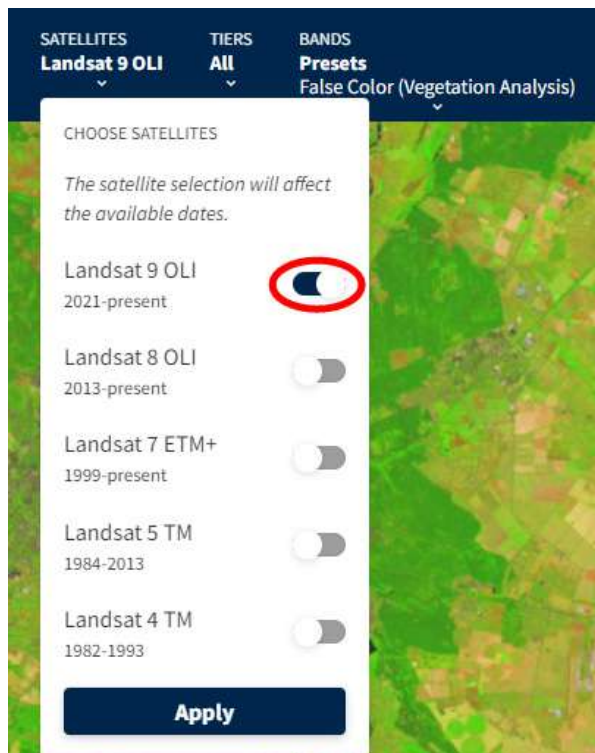 SATELLITES
Landsat 9 OLI
TIERS
All
BANDS
Presets
False Color (Vegetation Analysis)
CHOOSE SATELLITES
The satellite selection will affect
the available dates.
Landsat 9 OLI
2021-present
Landsat 8 OLI
2013-present
Landsat 7 ETM+
1999-present
Landsat 5 TM
1984-2013
Landsat 4 TM
1982-1993
Apply